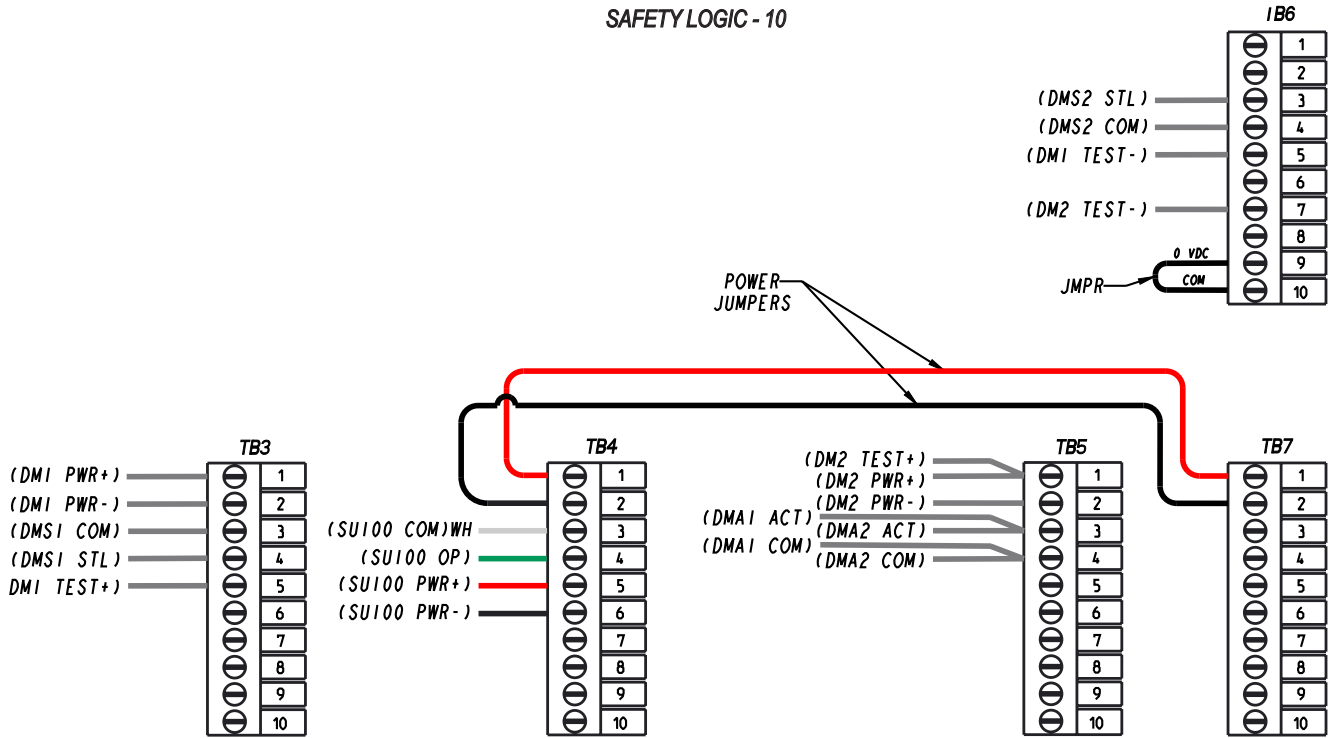 SAFETY LOGIC - 10
TB6
1
2
(DMS2 STL) 3
(DMS2 COM) 4
(DM1 TEST-) 5
6
(DM2 TEST-) 7
8
0 VDC 9
JMPR COM 10
POWER
JUMPERS
TB3
(DM1 PWR+) 1
(DM1 PWR-) 2
(DMS1 COM) 3
(DMS1 STL) 4
DM1 TEST+) 5
6
7
8
9
10
TB4
1
2
(SU100 COM)WH 3
(SU100 OP) 4
(SU100 PWR+) 5
(SU100 PWR-) 6
7
8
9
10
TB5
(DM2 TEST+)
(DM2 PWR+) 1
(DM2 PWR-) 2
(DMA1 ACT)
(DMA2 ACT) 3
(DMA1 COM)
(DMA2 COM) 4
5
6
7
8
9
10
TB7
1
2
3
4
5
6
7
8
9
10